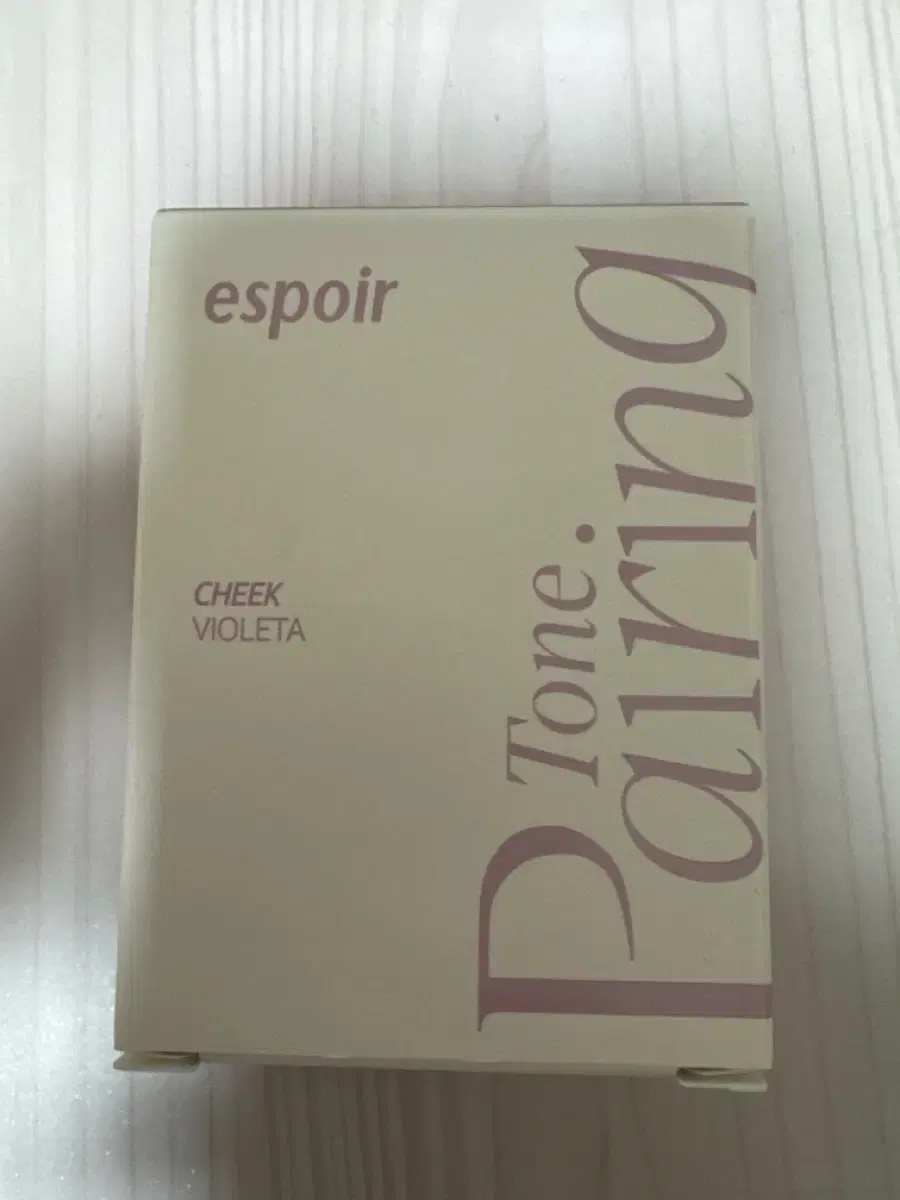 espoir
CHEEK
VIOLETA
Tone.
Pairing